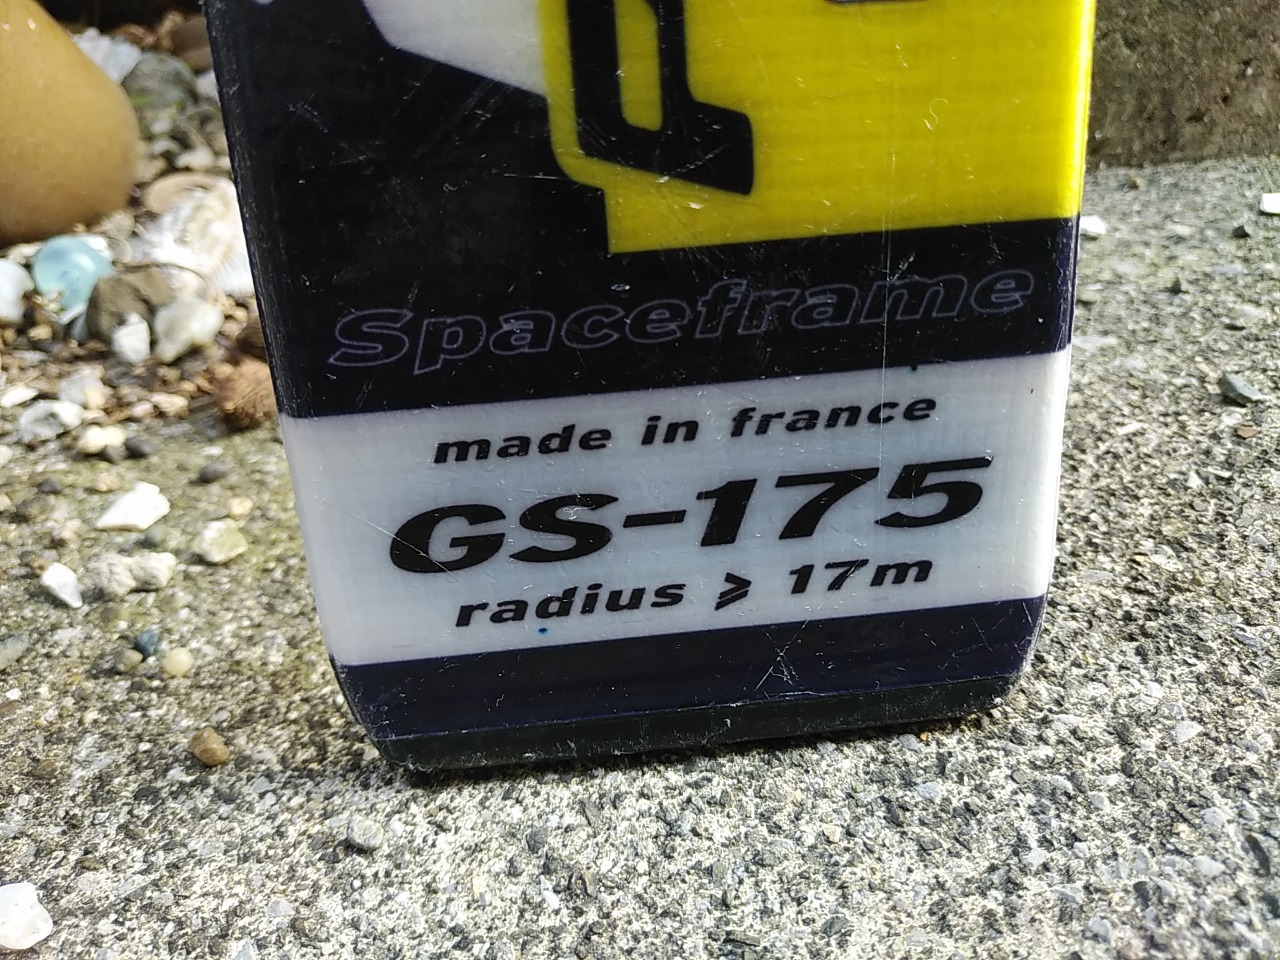 Spaceframe
made in france
GS-175
radius ⩾ 17m